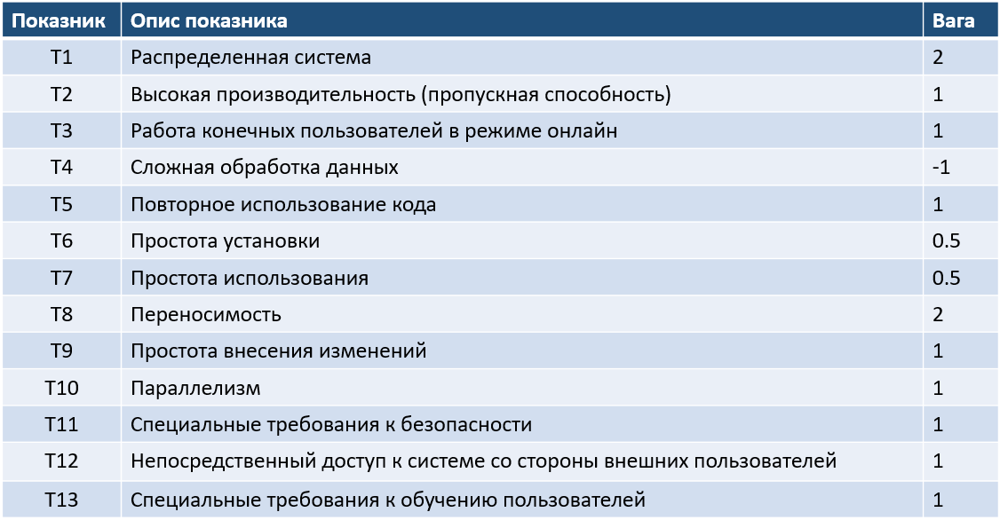 Показник Опис показника Вага
T1 Распределенная система 2
T2 Высокая производительность (пропускная способность) 1
T3 Работа конечных пользователей в режиме онлайн 1
T4 Сложная обработка данных -1
T5 Повторное использование кода 1
T6 Простота установки 0.5
T7 Простота использования 0.5
T8 Переносимость 2
T9 Простота внесения изменений 1
T10 Параллелизм 1
T11 Специальные требования к безопасности 1
T12 Непосредственный доступ к системе со стороны внешних пользователей 1
T13 Специальные требования к обучению пользователей 1